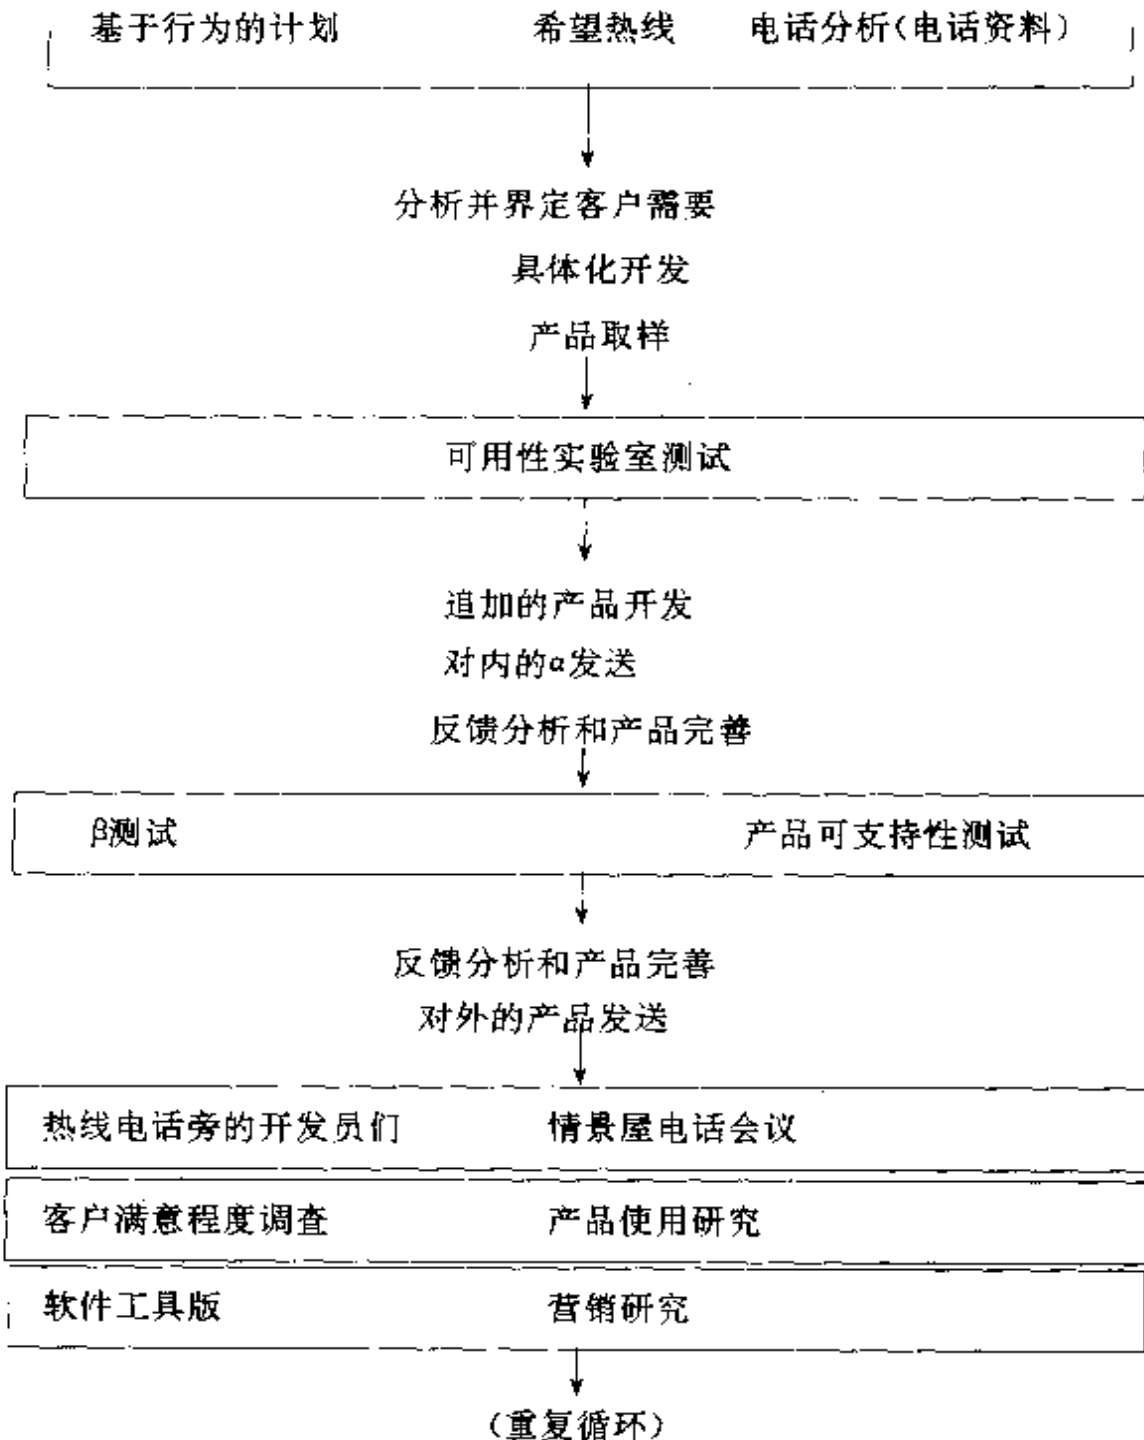 基于行为的计划 希望热线 电话分析(电话资料)
分析并界定客户需要
具体化开发
产品取样
可用性实验室测试
追加的产品开发
对内的α发送
反馈分析和产品完善
β测试 产品可支持性测试
反馈分析和产品完善
对外的产品发送
热线电话旁的开发员们 情景屋电话会议
客户满意程度调查 产品使用研究
软件工具版 营销研究
(重复循环)